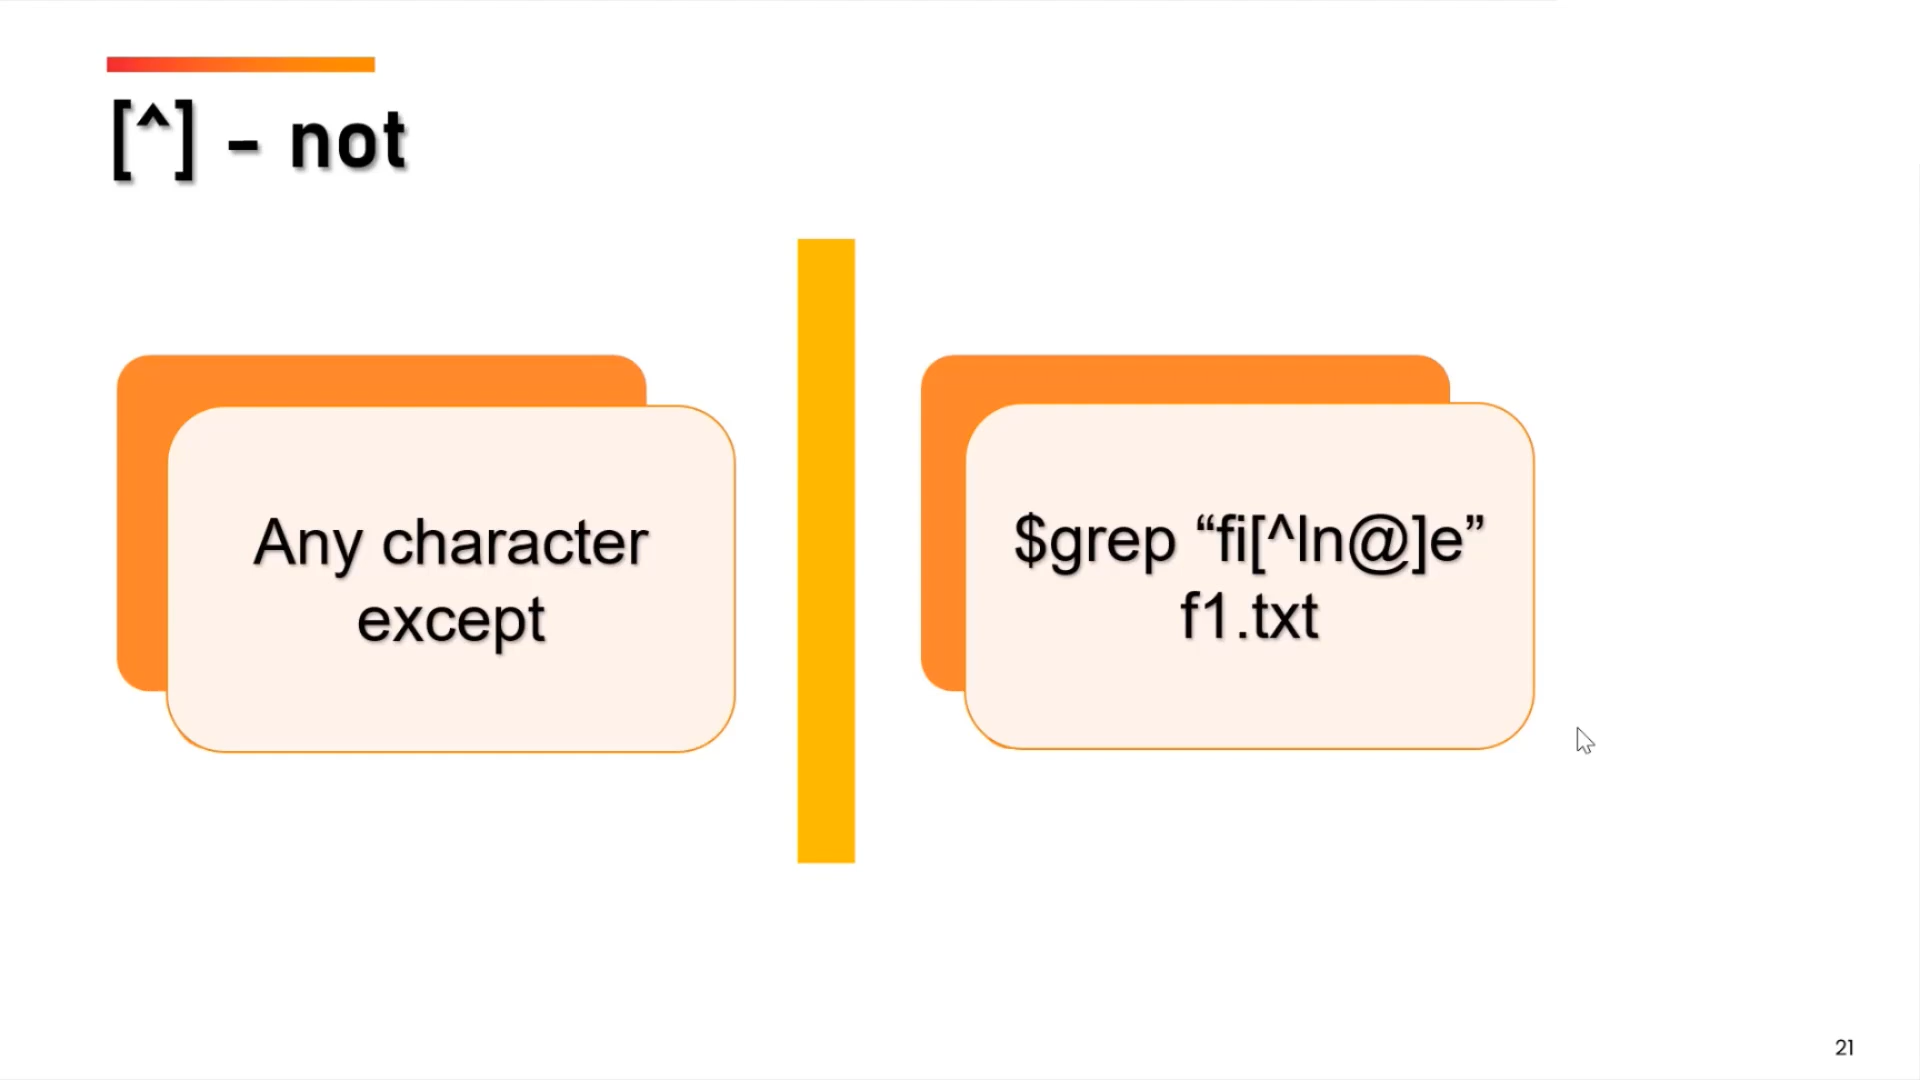 [^] - not
Any character
except
$grep “fi[^ln@]e”
f1.txt
21